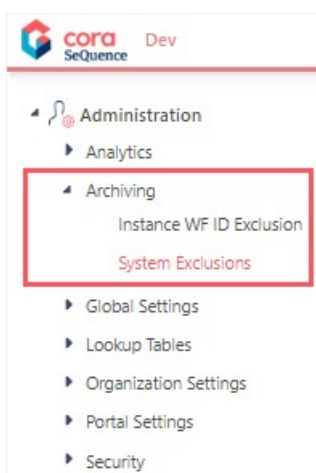 cora Dev
SeQuence
Administration
Analytics
Archiving
Instance WF ID Exclusion
System Exclusions
Global Settings
Lookup Tables
Organization Settings
Portal Settings
Security